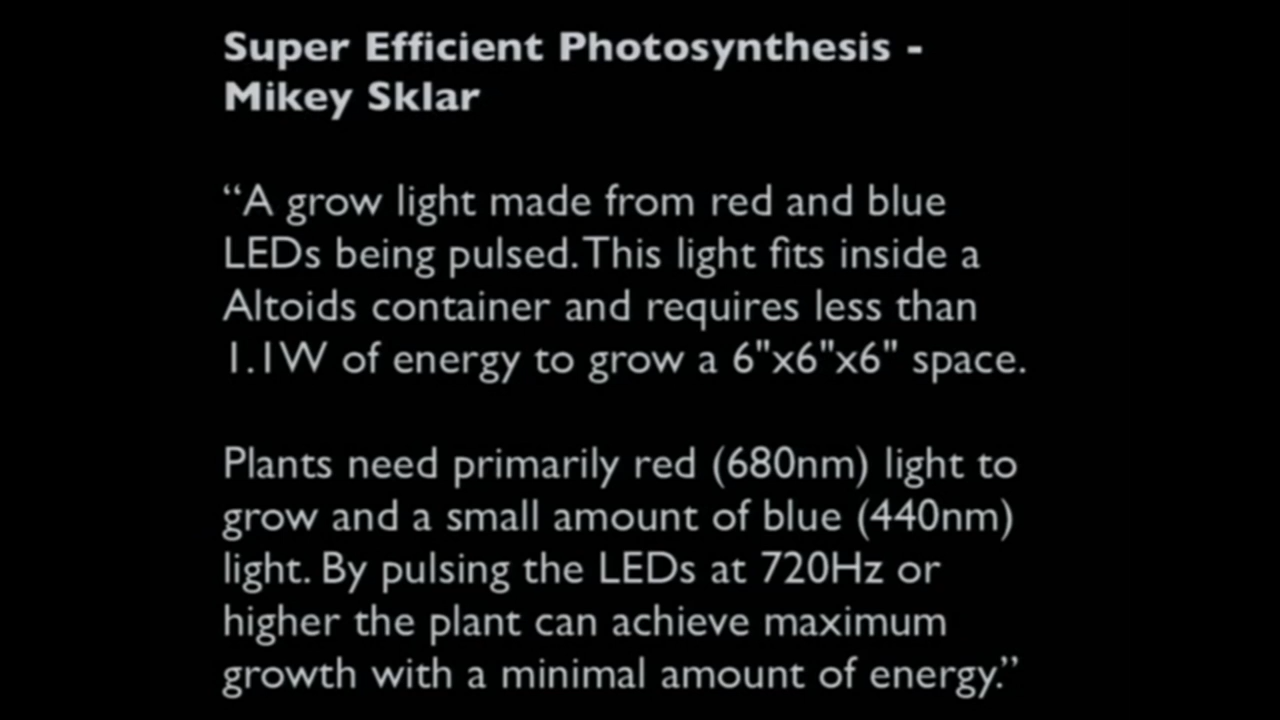 Super Efficient Photosynthesis -
Mikey Sklar
“A grow light made from red and blue
LEDs being pulsed. This light fits inside a
Altoids container and requires less than
1.1W of energy to grow a 6"x6"x6" space.
Plants need primarily red (680nm) light to
grow and a small amount of blue (440nm)
light. By pulsing the LEDs at 720Hz or
higher the plant can achieve maximum
growth with a minimal amount of energy.”